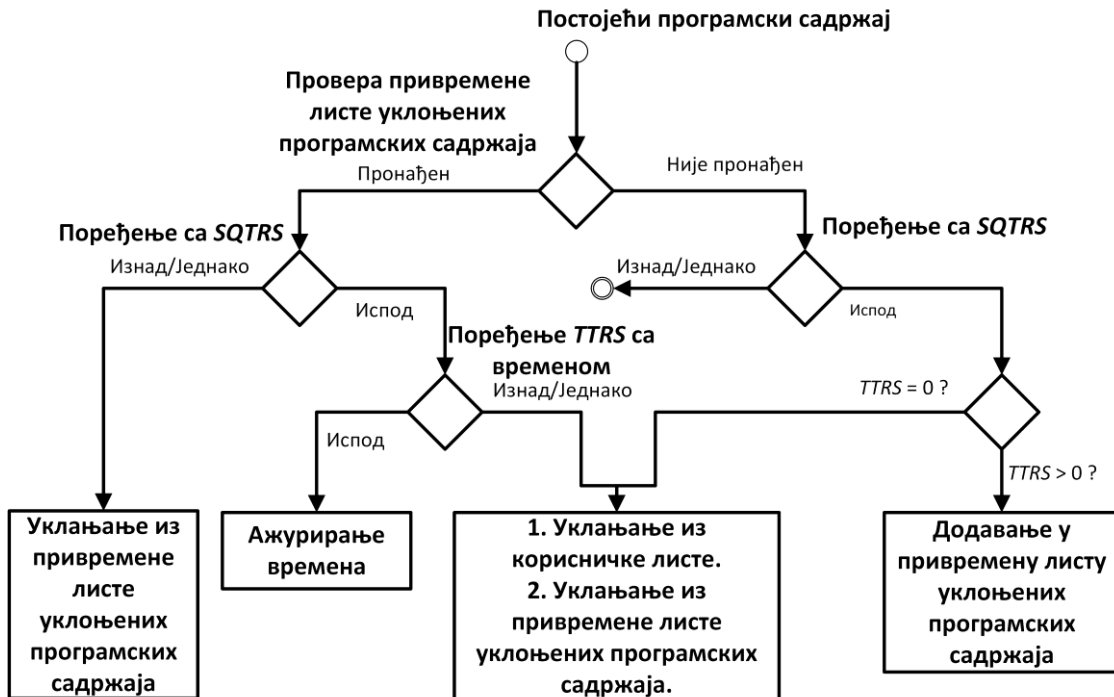 Постојећи програмски садржај
Провера привремене
листе уклоњених
програмских садржаја
Пронађен
Није пронађен
Поређење са SQTRS
Поређење са SQTRS
Изнад/Једнако
Изнад/Једнако
Испод
Испод
Поређење TTRS са
временом
Изнад/Једнако
TTRS = 0 ?
Испод
TTRS > 0 ?
Уклањање из
привремене
листе
уклоњених
програмских
садржаја
Ажурирање
времена
1. Уклањање из
корисничке листе.
2. Уклањање из
привремене листе
уклоњених програмских
садржаја.
Додавање у
привремену листу
уклоњених
програмских
садржаја